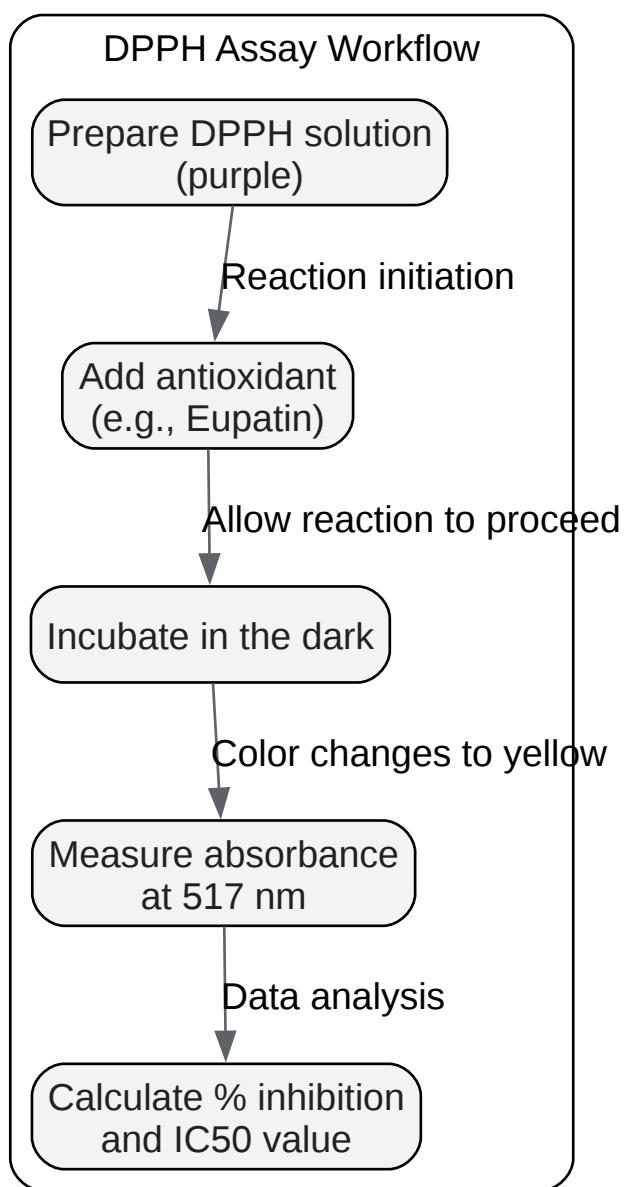 DPPH Assay Workflow
Prepare DPPH solution
(purple)
Reaction initiation
Add antioxidant
(e.g., Eupatin)
Allow reaction to proceed
Incubate in the dark
Color changes to yellow
Measure absorbance
at 517 nm
Data analysis
Calculate % inhibition
and IC50 value